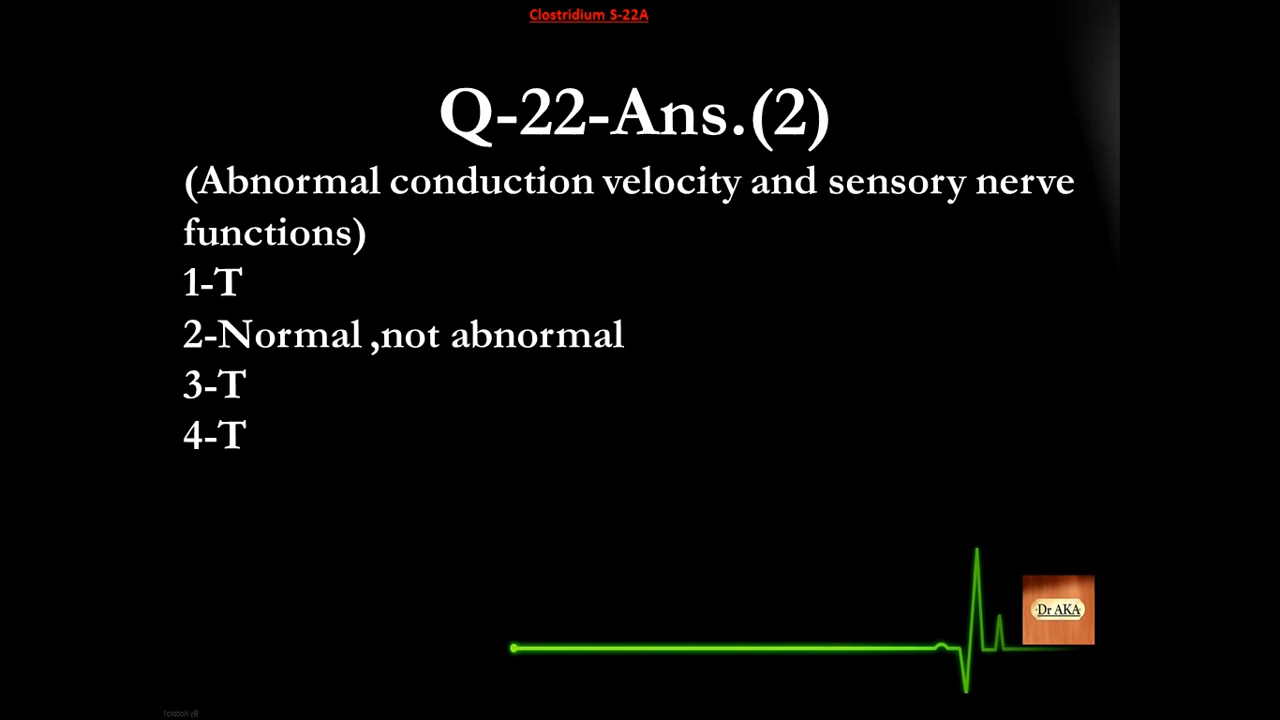 Clostridium S-22A
Q-22-Ans.(2)
(Abnormal conduction velocity and sensory nerve
functions)
1-T
2-Normal ,not abnormal
3-T
4-T
Dr AKA